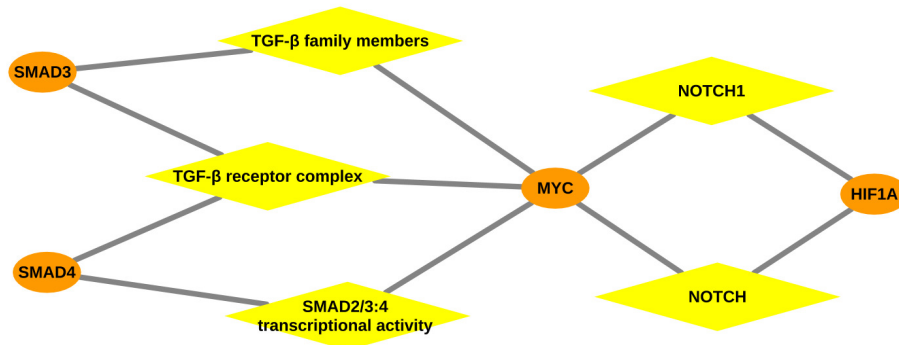 TGF-β family members
SMAD3
NOTCH1
TGF-β receptor complex
MYC
HIF1A
SMAD4
SMAD2/3:4
transcriptional activity
NOTCH